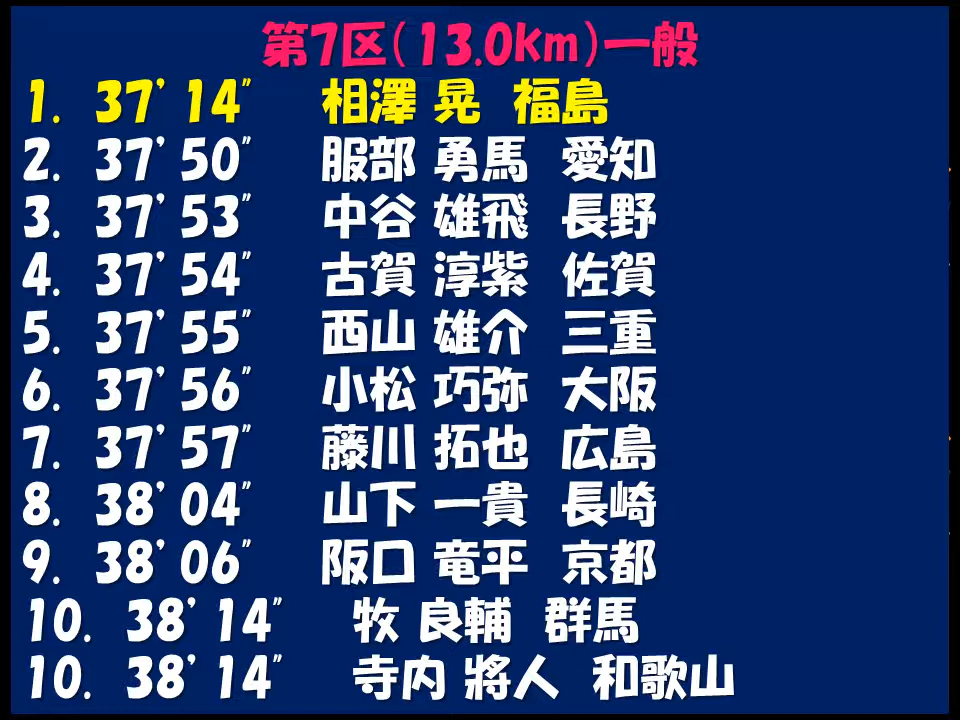 第7区(13.0km)一般
1. 37'14" 相澤 晃 福島
2. 37'50" 服部 勇馬 愛知
3. 37'53" 中谷 雄飛 長野
4. 37'54" 古賀 淳紫 佐賀
5. 37'55" 西山 雄介 三重
6. 37'56" 小松 巧弥 大阪
7. 37'57" 藤川 拓也 広島
8. 38'04" 山下 一貴 長崎
9. 38'06" 阪口 竜平 京都
10. 38'14" 牧 良輔 群馬
10. 38'14" 寺内 將人 和歌山